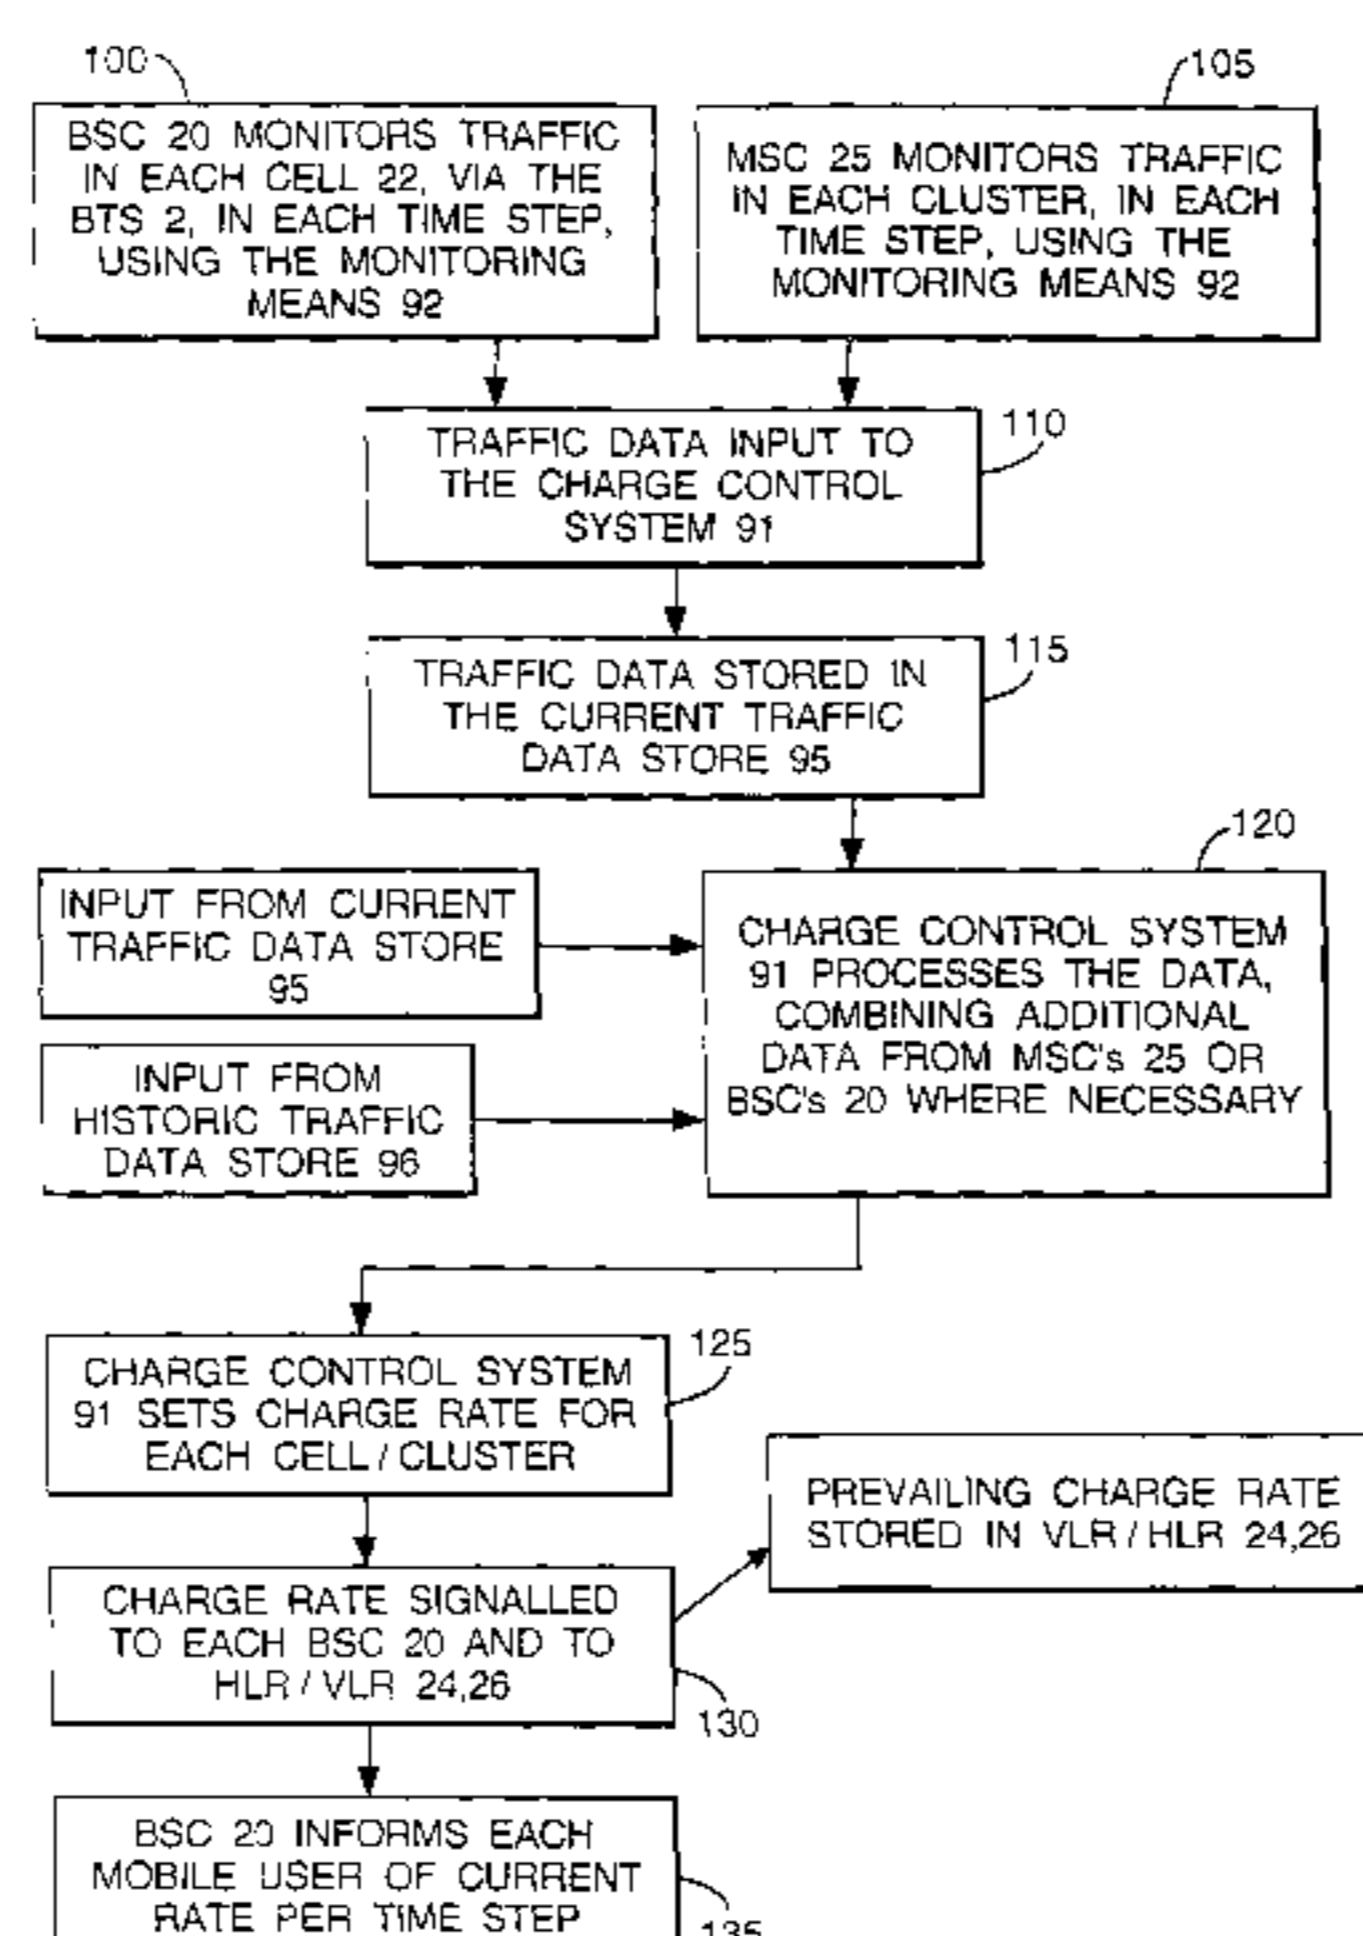 100
105
BSC 20 MONITORS TRAFFIC
IN EACH CELL 22, VIA THE
BTS 2, IN EACH TIME STEP,
USING THE MONITORING
MEANS 92
MSC 25 MONITORS TRAFFIC
IN EACH CLUSTER, IN EACH
TIME STEP, USING THE
MONITORING MEANS 92
110
TRAFFIC DATA INPUT TO
THE CHARGE CONTROL
SYSTEM 91
115
TRAFFIC DATA STORED IN
THE CURRENT TRAFFIC
DATA STORE 95
120
INPUT FROM CURRENT
TRAFFIC DATA STORE
95
CHARGE CONTROL SYSTEM
91 PROCESSES THE DATA,
COMBINING ADDITIONAL
DATA FROM MSC's 25 OR
BSC's 20 WHERE NECESSARY
INPUT FROM
HISTORIC TRAFFIC
DATA STORE 96
125
CHARGE CONTROL SYSTEM
91 SETS CHARGE RATE FOR
EACH CELL / CLUSTER
PREVAILING CHARGE RATE
STORED IN VLR / HLR 24,26
CHARGE RATE SIGNALLED
TO EACH BSC 20 AND TO
HLR / VLR 24,26
130
BSC 20 INFORMS EACH
MOBILE USER OF CURRENT
RATE PER TIME STEP
135